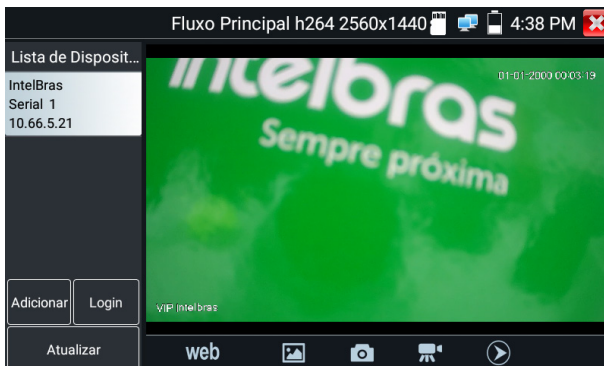 Fluxo Principal h264 2560x1440
4:38 PM
Lista de Disposit...
IntelBras
Serial 1
10.66.5.21
Adicionar
Login
Atualizar
intelbras
Sempre próxima
01-01-2000 00:03:19
VIP Intelbras
web